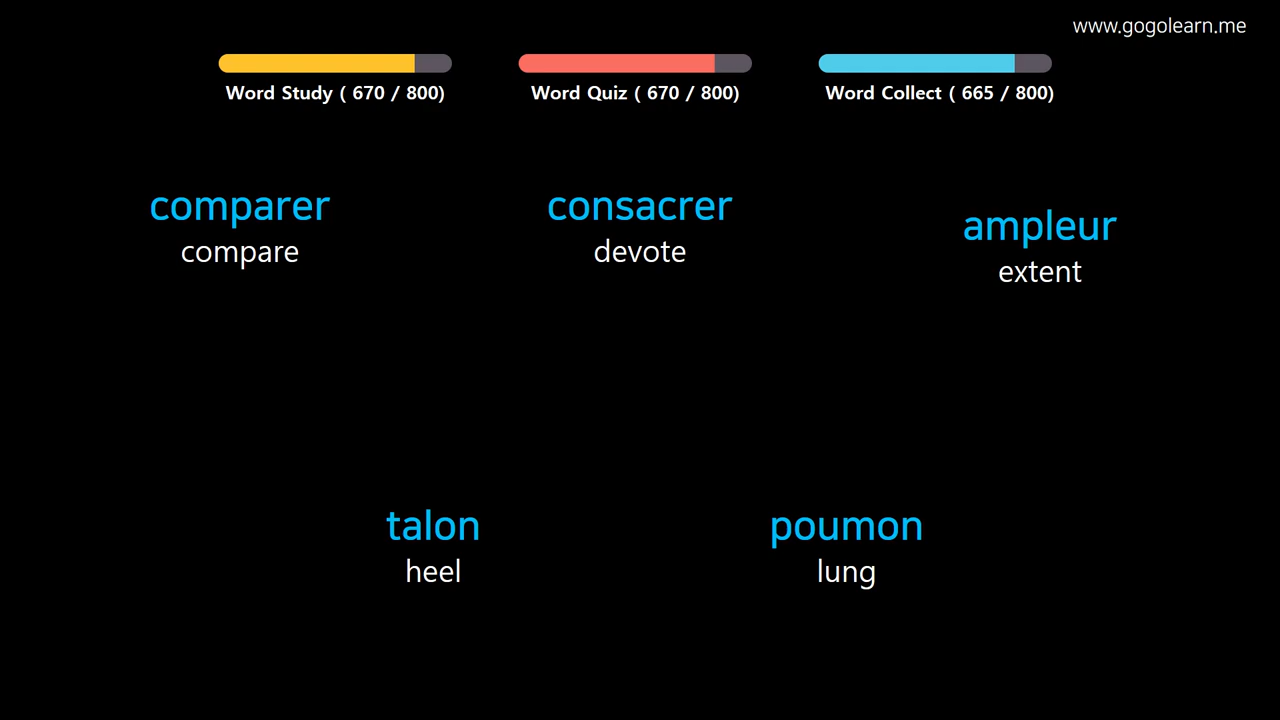 www.gogolearn.me
Word Study ( 670 / 800)
Word Quiz ( 670 / 800)
Word Collect ( 665 / 800)
comparer
compare
consacrer
devote
ampleur
extent
talon
heel
poumon
lung